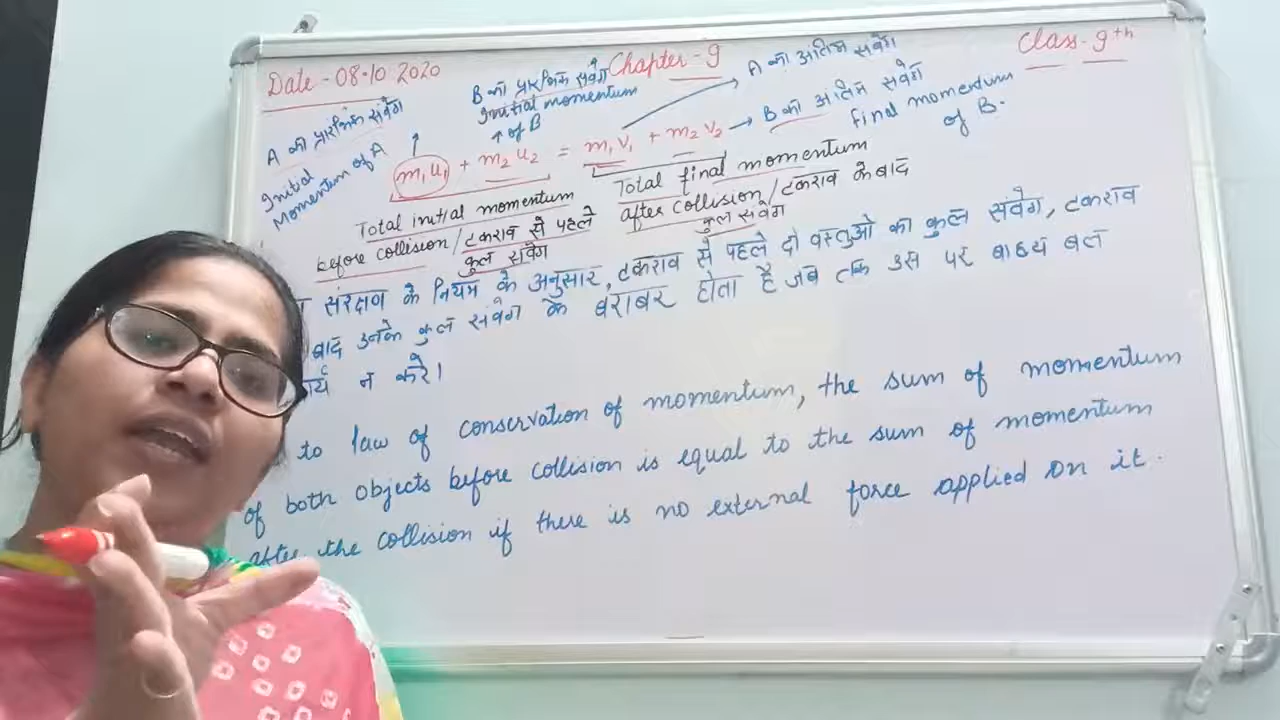 Date - 08.10 2020
Chapter - 9
Class - 9th
A का प्रारंभिक संवेग
Initial
Momentum of A
B का प्रारंभिक संवेग
Initial momentum
of B
A का अंतिम संवेग
B का अंतिम संवेग
final momentum
of B.
m₁u₁ + m₂u₂ = m₁v₁ + m₂v₂
Total initial momentum
before collision / टकराव से पहले
कुल संवेग
Total final momentum
after collision / टकराव के बाद
कुल संवेग
संरक्षण के नियम के अनुसार, टकराव से पहले दो वस्तुओ का कुल संवेग, टकराव
बाद उनके कुल संवेग के बराबर होता है जब तक उस पर बाह्य बल
न करे।
to law of conservation of momentum, the sum of momentum
of both objects before collision is equal to the sum of momentum
after the collision if there is no external force applied on it.